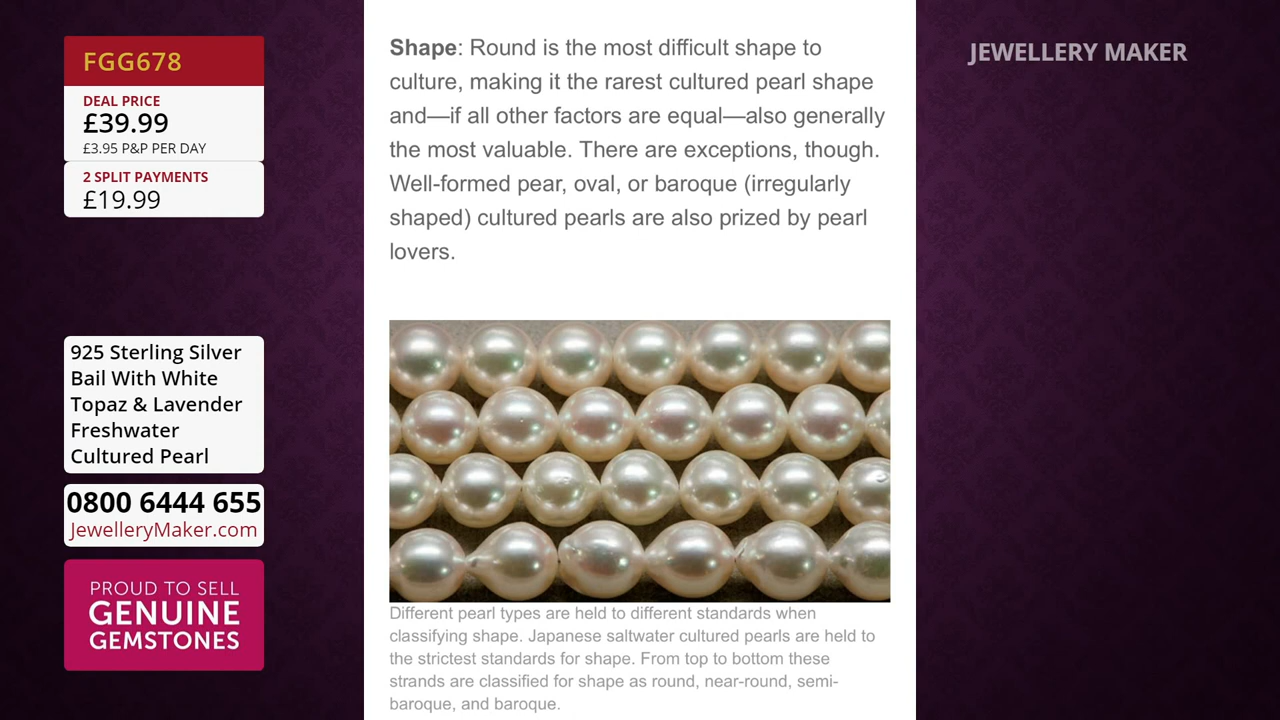 FGG678
DEAL PRICE
£39.99
£3.95 P&P PER DAY
2 SPLIT PAYMENTS
£19.99
925 Sterling Silver
Bail With White
Topaz & Lavender
Freshwater
Cultured Pearl
0800 6444 655
JewelleryMaker.com
PROUD TO SELL
GENUINE
GEMSTONES
Shape: Round is the most difficult shape to
culture, making it the rarest cultured pearl shape
and—if all other factors are equal—also generally
the most valuable. There are exceptions, though.
Well-formed pear, oval, or baroque (irregularly
shaped) cultured pearls are also prized by pearl
lovers.
Different pearl types are held to different standards when
classifying shape. Japanese saltwater cultured pearls are held to
the strictest standards for shape. From top to bottom these
strands are classified for shape as round, near-round, semi-
baroque, and baroque.
JEWELLERY MAKER